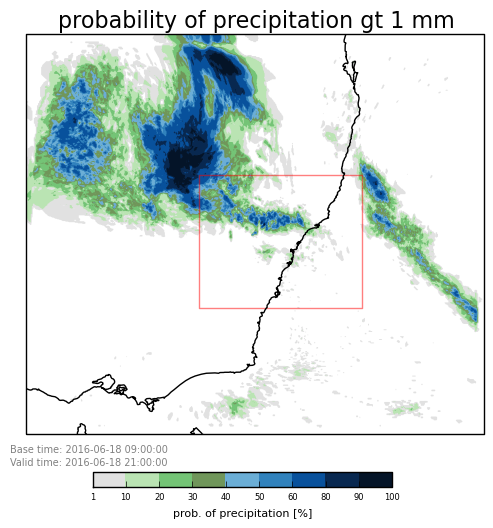 probability of precipitation gt 1 mm
Base time: 2016-06-18 09:00:00
Valid time: 2016-06-18 21:00:00
1 10 20 30 40 50 60 70 80 90 100
prob. of precipitation [%]